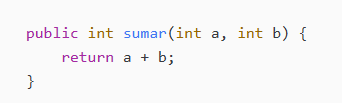 public int sumar(int a, int b) {
    return a + b;
}